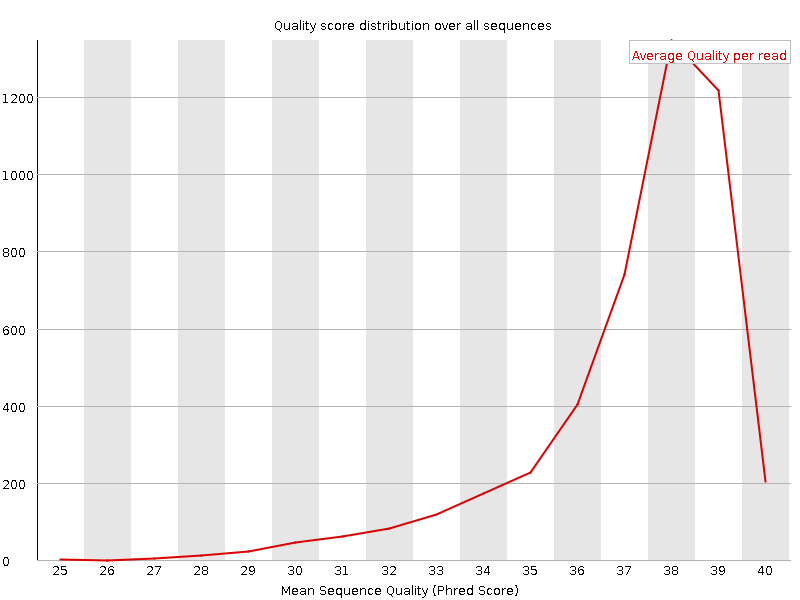 Quality score distribution over all sequences
Average Quality per read
1200
1000
800
600
400
200
0
25 26 27 28 29 30 31 32 33 34 35 36 37 38 39 40
Mean Sequence Quality (Phred Score)